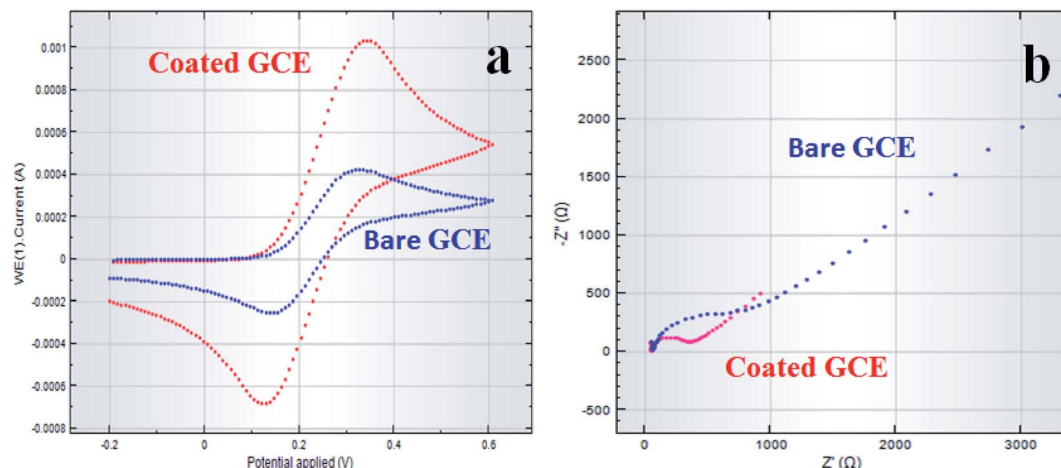 a
Coated GCE
Bare GCE
WE(1).Current (A)
0.001
0.0008
0.0006
0.0004
0.0002
0
-0.0002
-0.0004
-0.0006
-0.0008
-0.2
0
0.2
0.4
0.6
Potential applied (V)
b
Bare GCE
Coated GCE
-Z'' (Ω)
2500
2000
1500
1000
500
0
-500
0
1000
2000
3000
Z' (Ω)